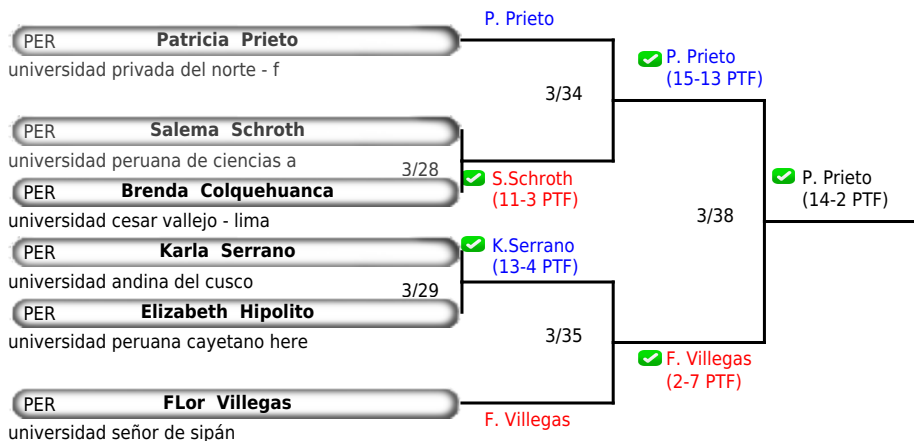 P. Prieto
PER Patricia Prieto
universidad privada del norte - f
P. Prieto
(15-13 PTF)
3/34
PER Salema Schroth
universidad peruana de ciencias a
3/28
S.Schroth
(11-3 PTF)
PER Brenda Colquehuanca
universidad cesar vallejo - lima
P. Prieto
(14-2 PTF)
3/38
PER Karla Serrano
universidad andina del cusco
K.Serrano
(13-4 PTF)
3/29
PER Elizabeth Hipolito
universidad peruana cayetano here
3/35
F. Villegas
(2-7 PTF)
PER FLor Villegas
universidad señor de sipán
F. Villegas